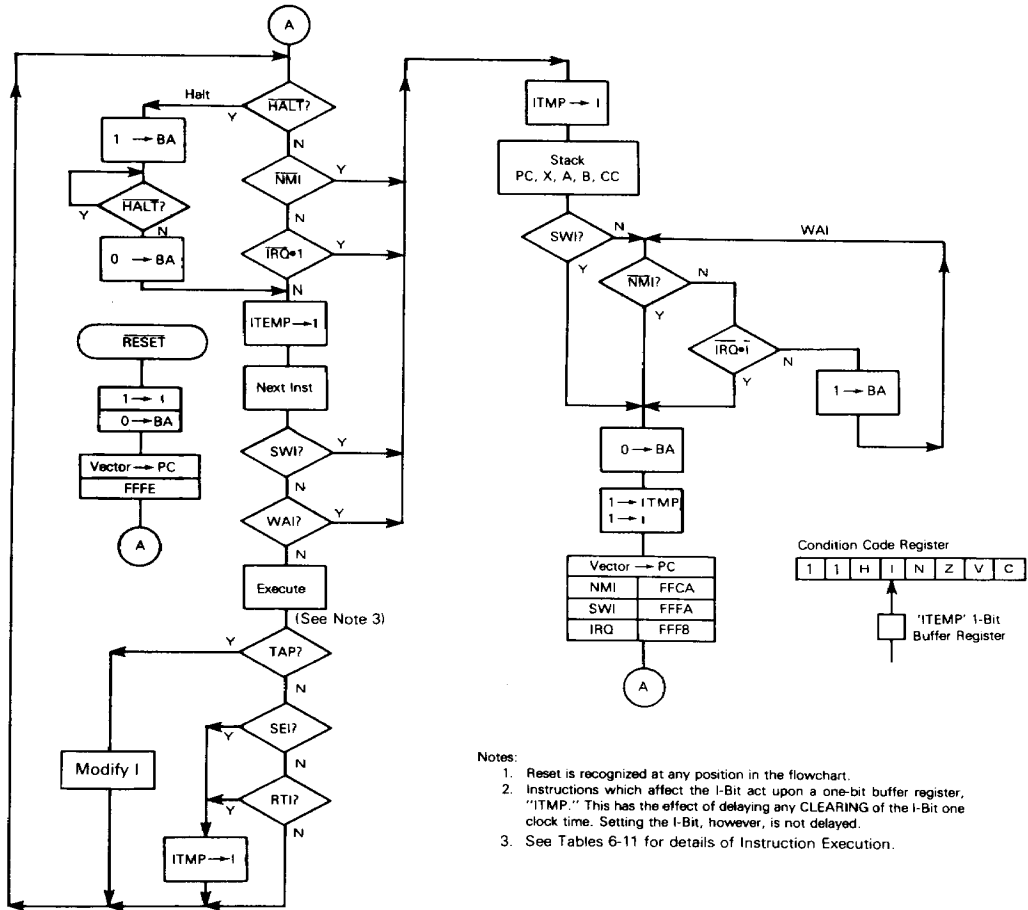 A
Halt
HALT?
Y
N
1 → BA
HALT?
Y
N
0 → BA
NMI
Y
N
IRQ•1
Y
N
ITEMP → 1
Next Inst
SWI?
Y
N
WAI?
Y
N
Execute
(See Note 3)
TAP?
Y
N
SEI?
Y
N
RTI?
Y
N
Modify I
ITMP → I
RESET
1 → I
0 → BA
Vector → PC
FFFE
A
ITMP → I
Stack
PC, X, A, B, CC
SWI?
N
Y
WAI
NMI?
N
Y
IRQ•I
N
Y
1 → BA
0 → BA
1 → ITMP
1 → I
Vector → PC
NMI FFCA
SWI FFFA
IRQ FFF8
A
Condition Code Register
1 1 H I N Z V C
'ITEMP' 1-Bit
Buffer Register
Notes:
1. Reset is recognized at any position in the flowchart.
2. Instructions which affect the I-Bit act upon a one-bit buffer register,
"ITMP." This has the effect of delaying any CLEARING of the I-Bit one
clock time. Setting the I-Bit, however, is not delayed.
3. See Tables 6-11 for details of Instruction Execution.